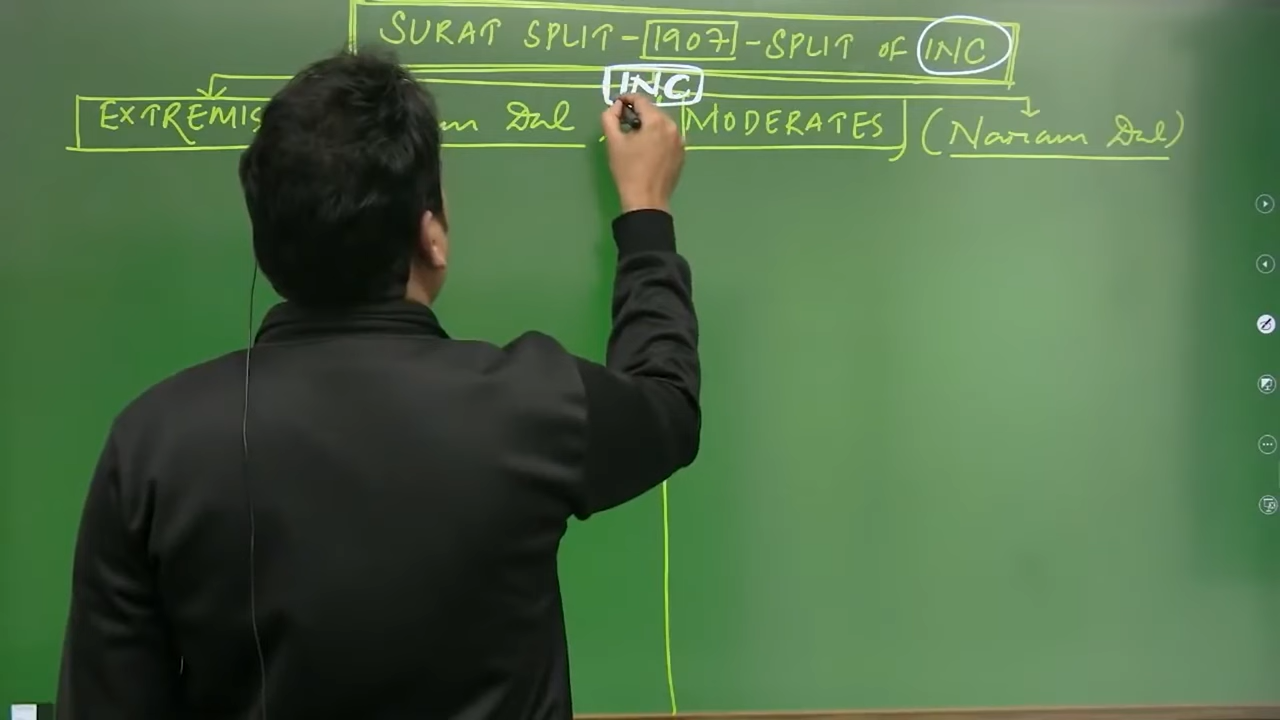 SURAT SPLIT-1907-SPLIT OF INC
INC
EXTREMIS Dal MODERATES (Naram Dal)